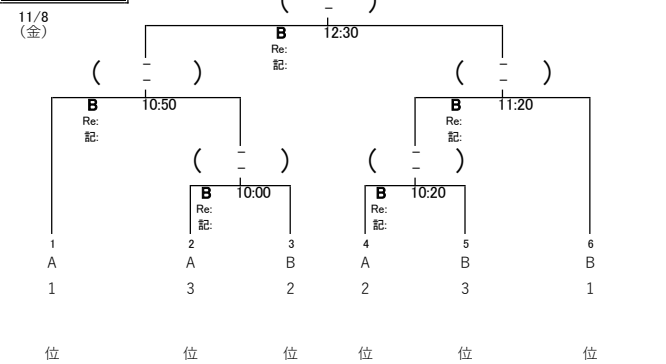 11/8
（金）
( － － )
B 12:30
Re:
記:
( － － )
( － － )
B 10:50
Re:
記:
B 11:20
Re:
記:
( － － )
( － － )
B 10:00
Re:
記:
B 10:20
Re:
記:
1 2 3 4 5 6
A A B A B B
1 3 2 2 3 1
位 位 位 位 位 位